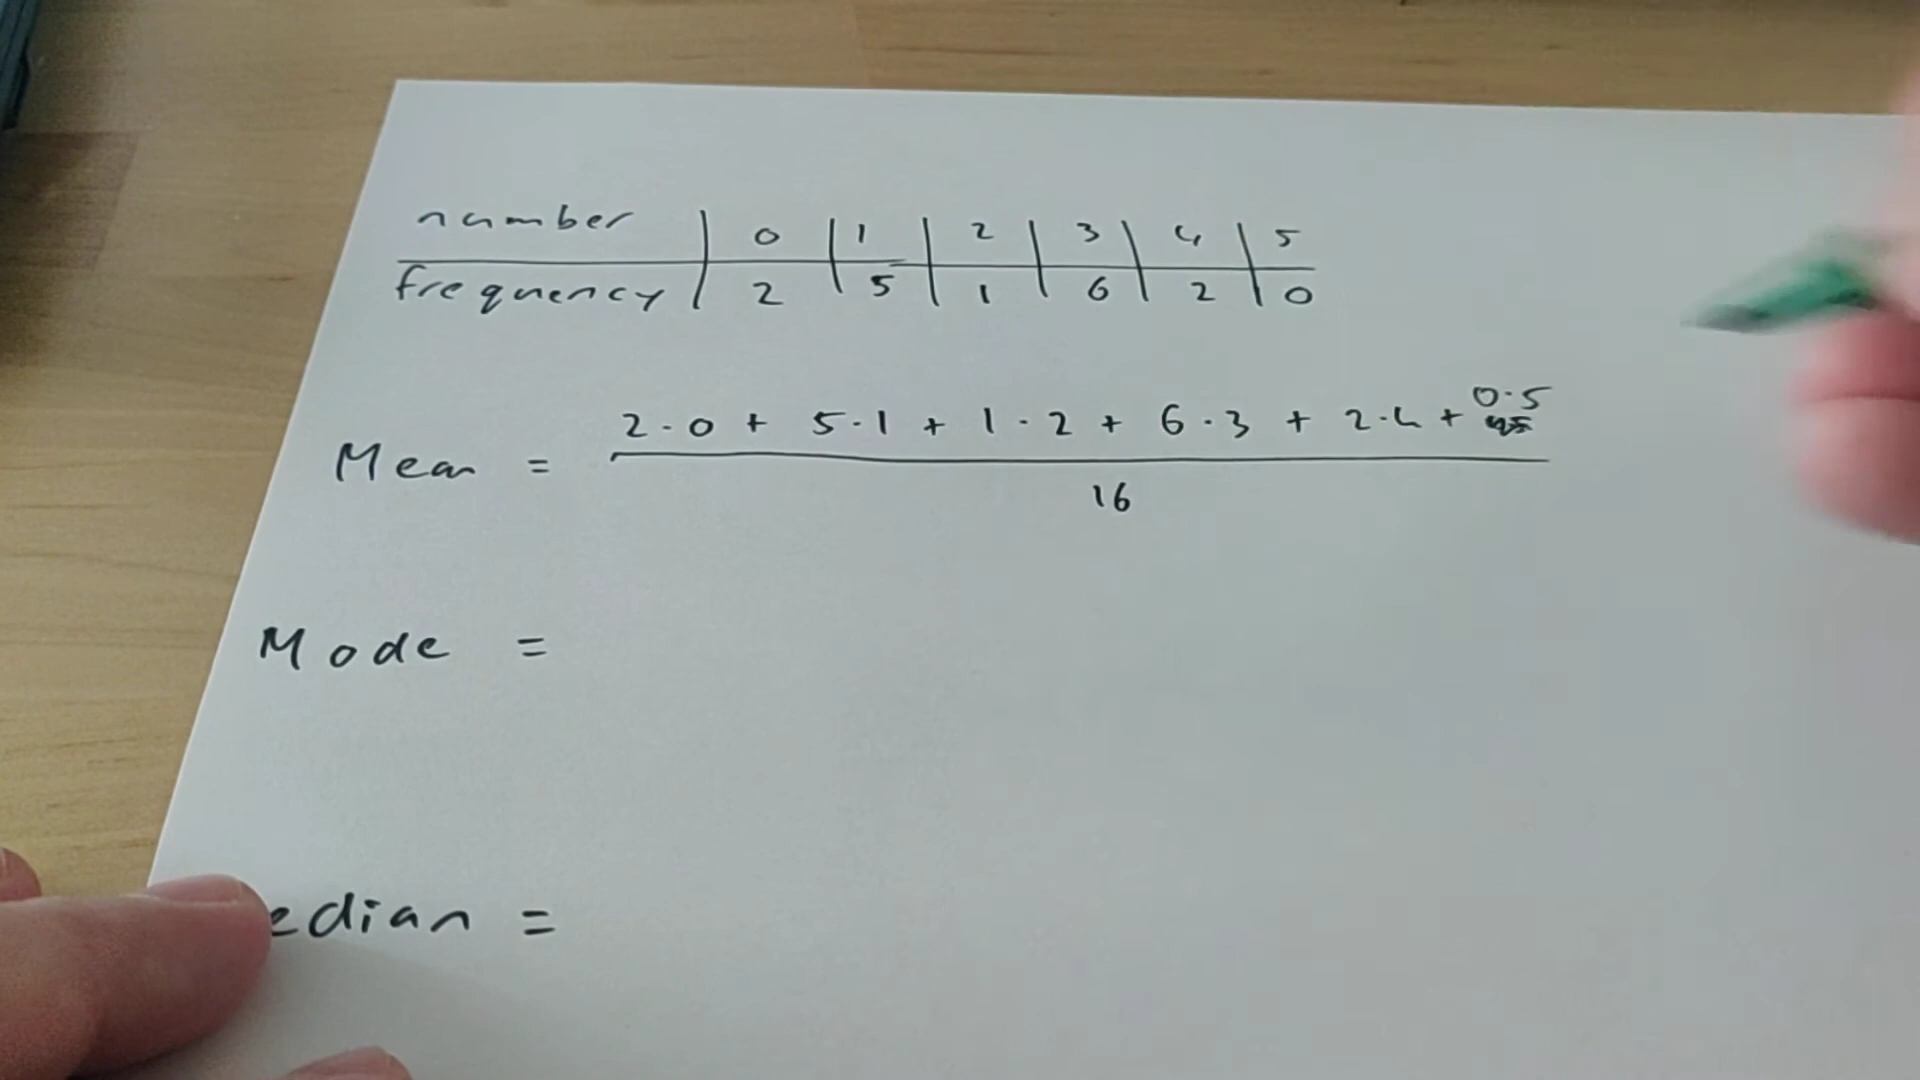 number | 0 | 1 | 2 | 3 | 4 | 5
frequency | 2 | 5 | 1 | 6 | 2 | 0
Mean = 2·0 + 5·1 + 1·2 + 6·3 + 2·4 + 0·5
16
Mode =
edian =